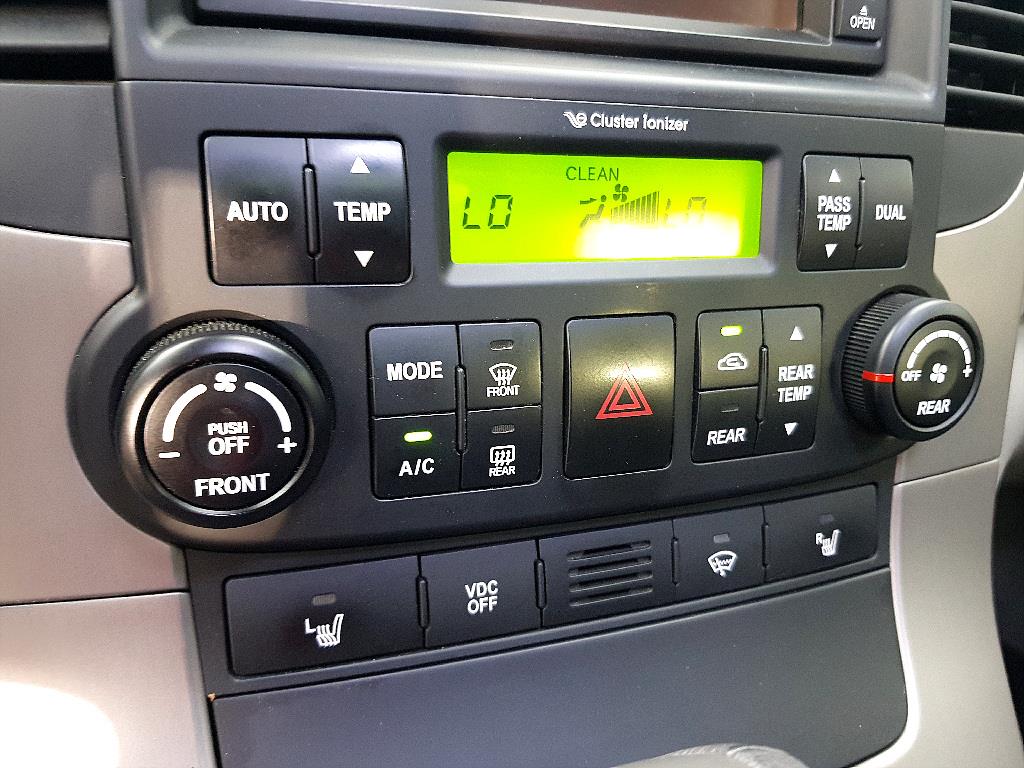 OPEN
Cluster Ionizer
AUTO
TEMP
CLEAN
LO
LO
PASS
TEMP
DUAL
MODE
FRONT
A/C
REAR
REAR
REAR
TEMP
PUSH
OFF
- +
FRONT
OFF +
REAR
L
VDC
OFF
R